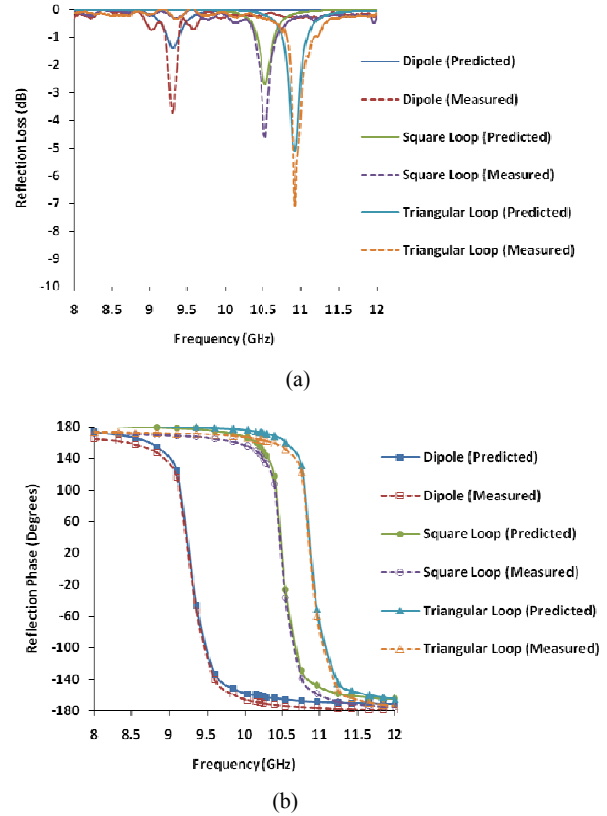 0
-1
-2
-3
-4
-5
-6
-7
-8
-9
-10
Reflection Loss (dB)
8 8.5 9 9.5 10 10.5 11 11.5 12
Frequency (GHz)
Dipole (Predicted)
Dipole (Measured)
Square Loop (Predicted)
Square Loop (Measured)
Triangular Loop (Predicted)
Triangular Loop (Measured)
(a)
180
140
100
60
20
-20
-60
-100
-140
-180
Reflection Phase (Degrees)
8 8.5 9 9.5 10 10.5 11 11.5 12
Frequency (GHz)
Dipole (Predicted)
Dipole (Measured)
Square Loop (Predicted)
Square Loop (Measured)
Triangular Loop (Predicted)
Triangular Loop (Measured)
(b)